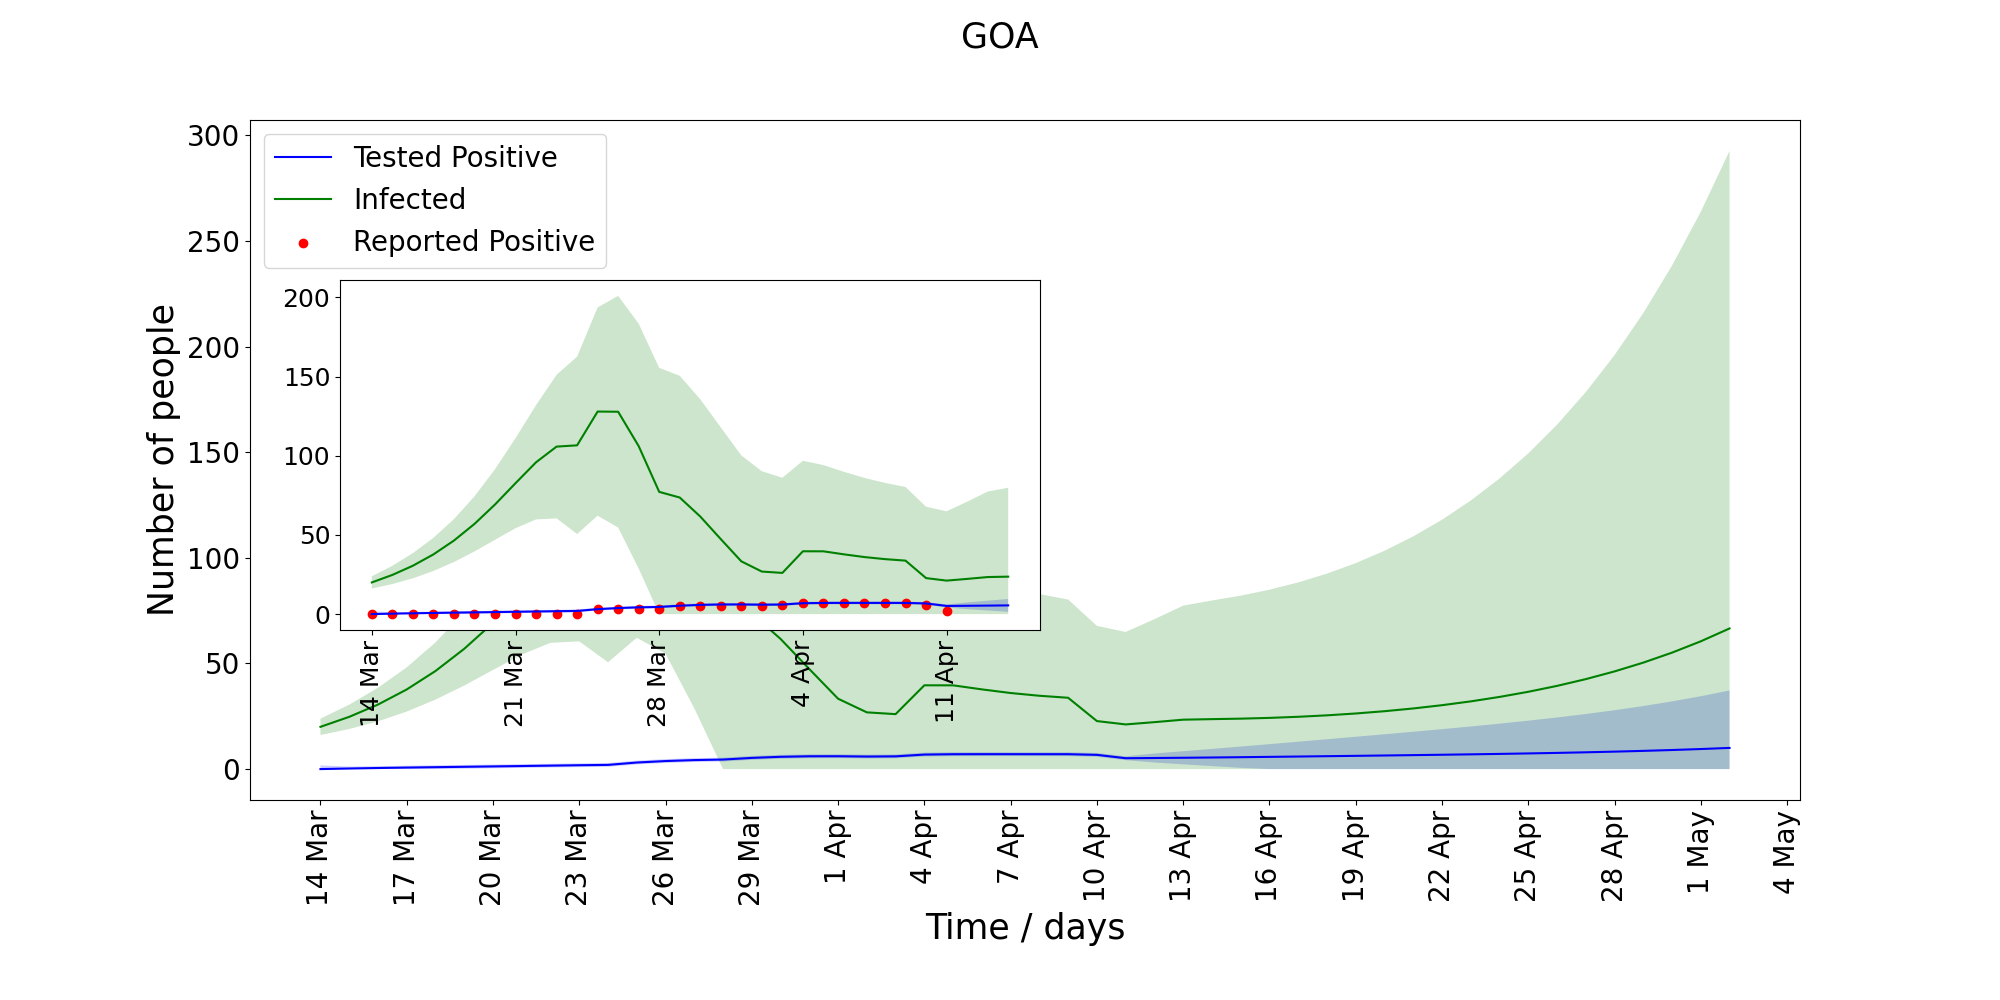 GOA
Tested Positive
Infected
Reported Positive
Number of people
300
250
200
150
100
50
0
200
150
100
50
0
14 Mar
21 Mar
28 Mar
4 Apr
11 Apr
14 Mar
17 Mar
20 Mar
23 Mar
26 Mar
29 Mar
1 Apr
4 Apr
7 Apr
10 Apr
13 Apr
16 Apr
19 Apr
22 Apr
25 Apr
28 Apr
1 May
4 May
Time / days